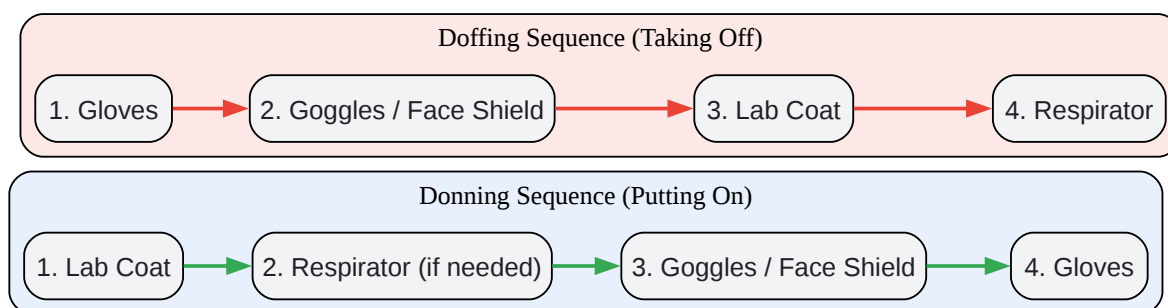 Doffing Sequence (Taking Off)
1. Gloves
2. Goggles / Face Shield
3. Lab Coat
4. Respirator
Donning Sequence (Putting On)
1. Lab Coat
2. Respirator (if needed)
3. Goggles / Face Shield
4. Gloves